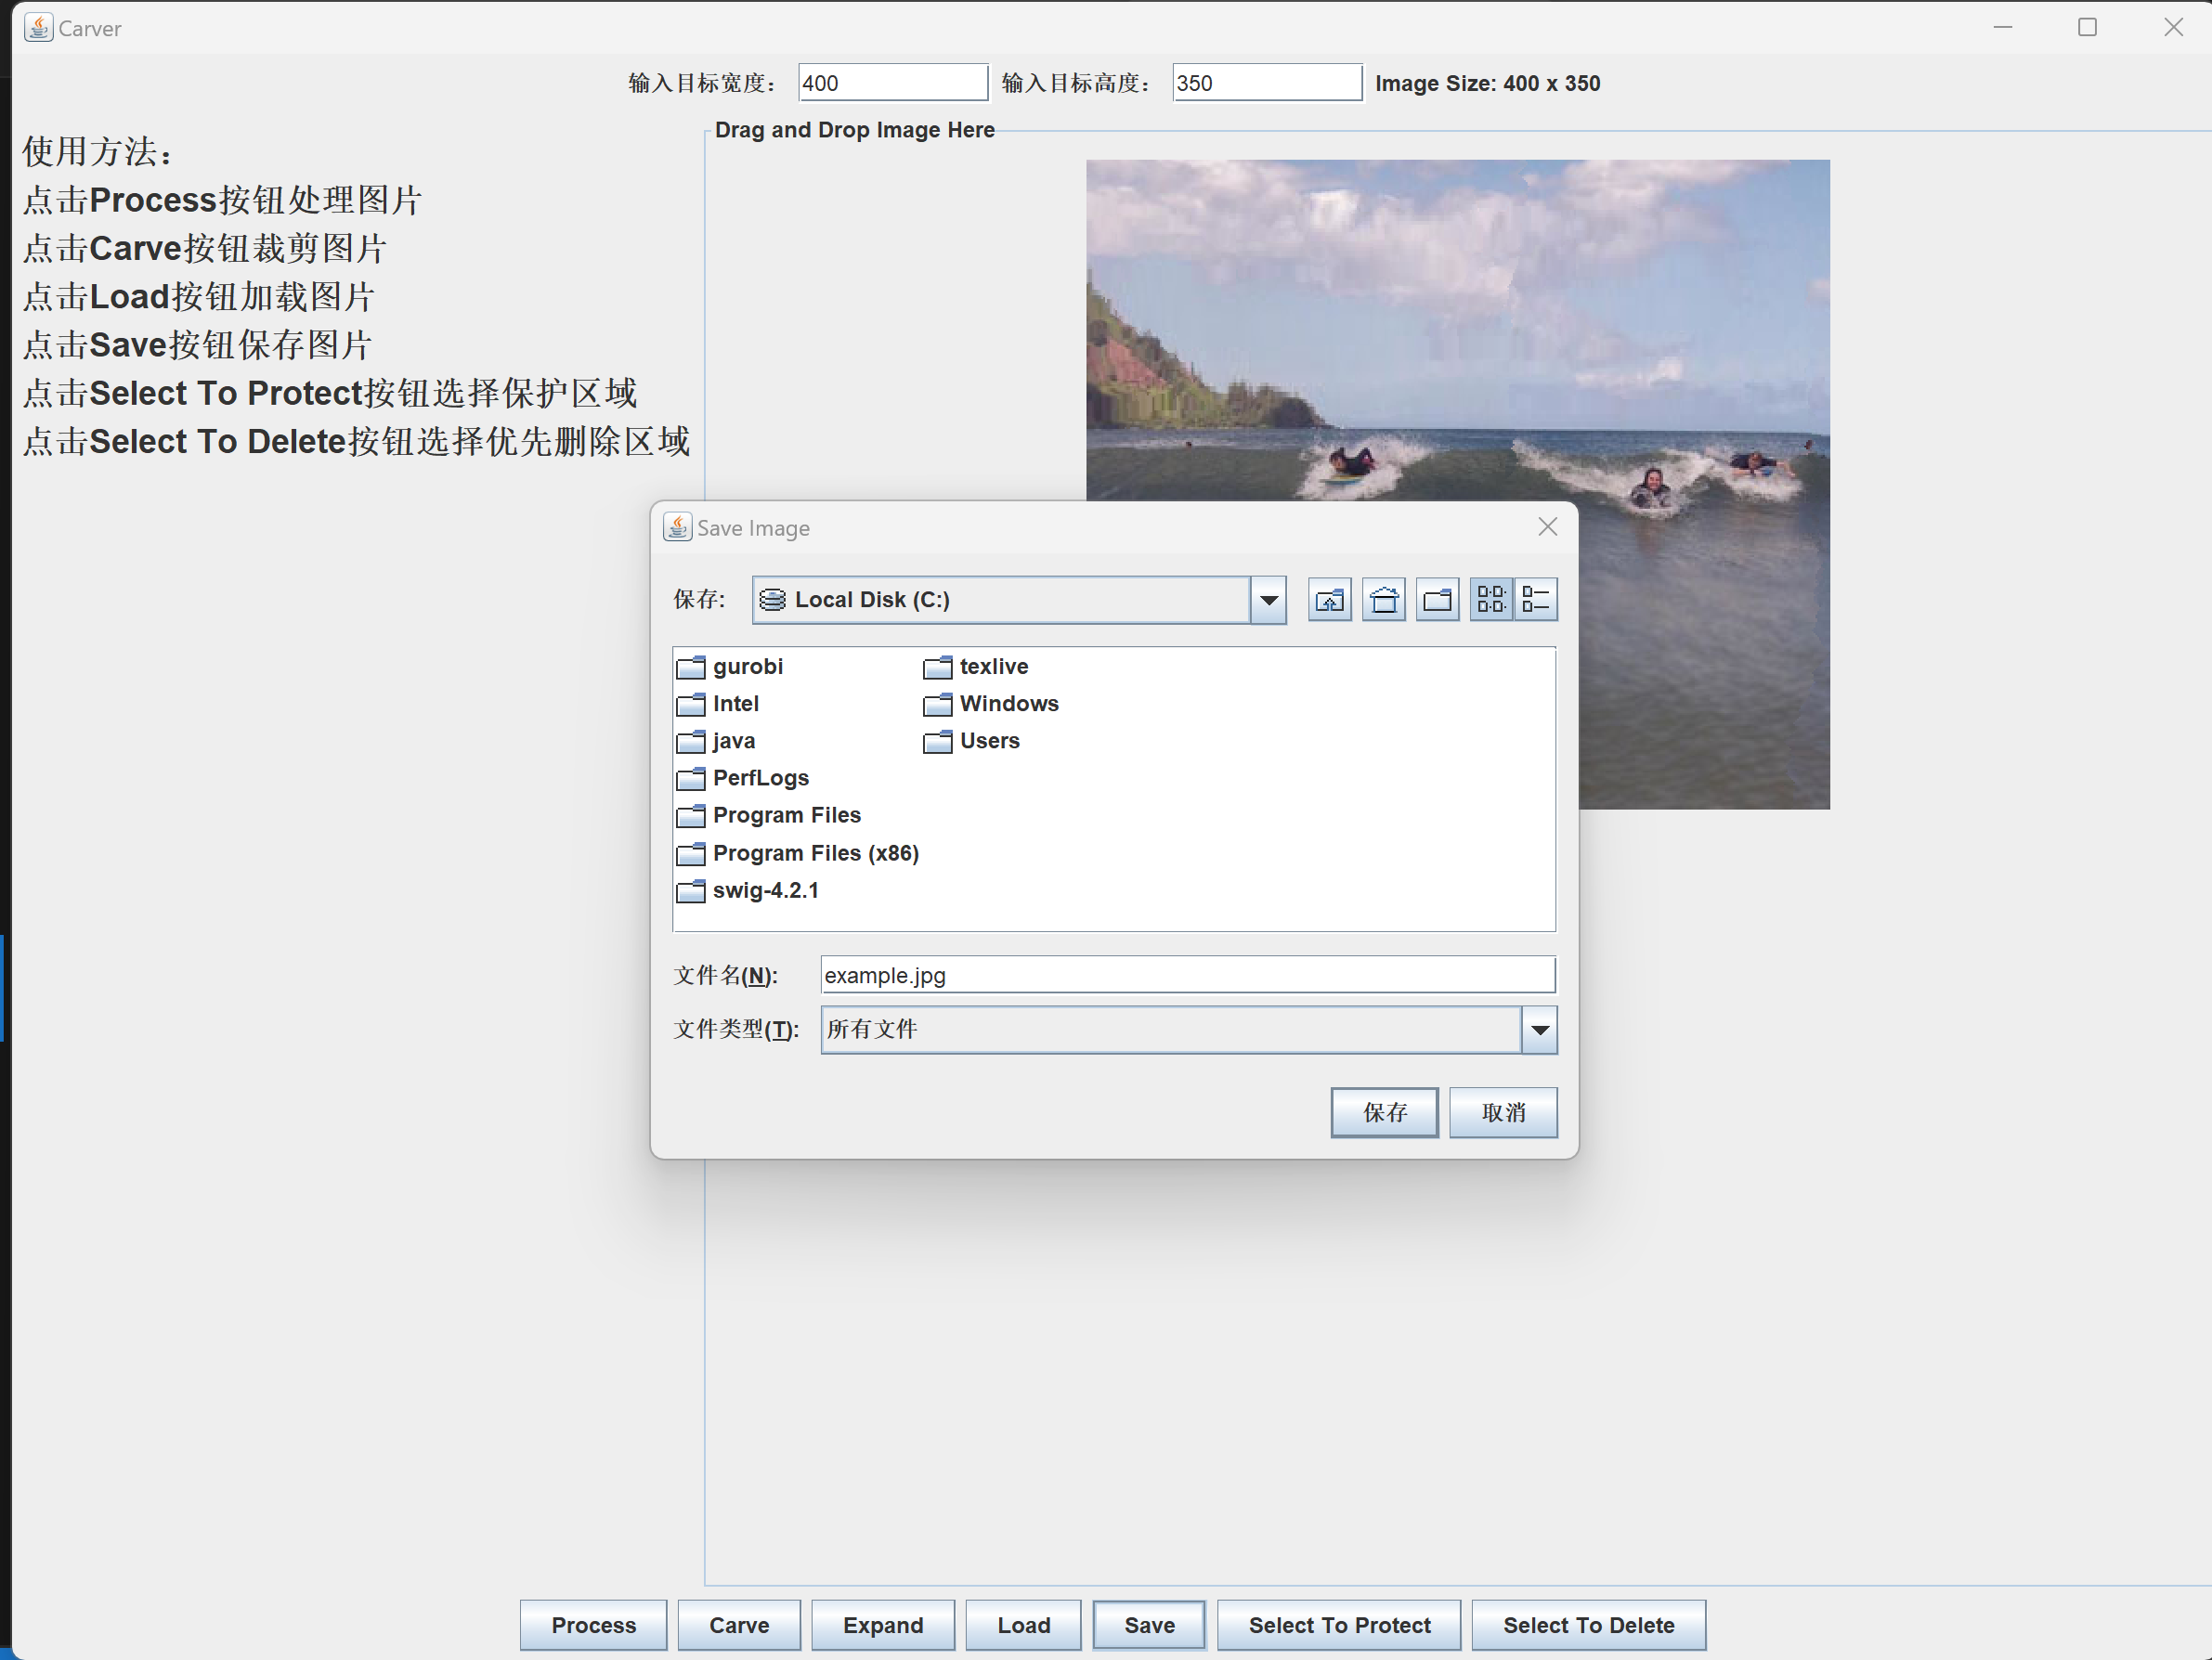 Carver
输入目标宽度： 400 输入目标高度： 350 Image Size: 400 x 350
使用方法：
点击Process按钮处理图片
点击Carve按钮裁剪图片
点击Load按钮加载图片
点击Save按钮保存图片
点击Select To Protect按钮选择保护区域
点击Select To Delete按钮选择优先删除区域
Drag and Drop Image Here
Save Image
保存: Local Disk (C:)
gurobi
Intel
java
PerfLogs
Program Files
Program Files (x86)
swig-4.2.1
texlive
Windows
Users
文件名(N): example.jpg
文件类型(T): 所有文件
保存 取消
Process Carve Expand Load Save Select To Protect Select To Delete